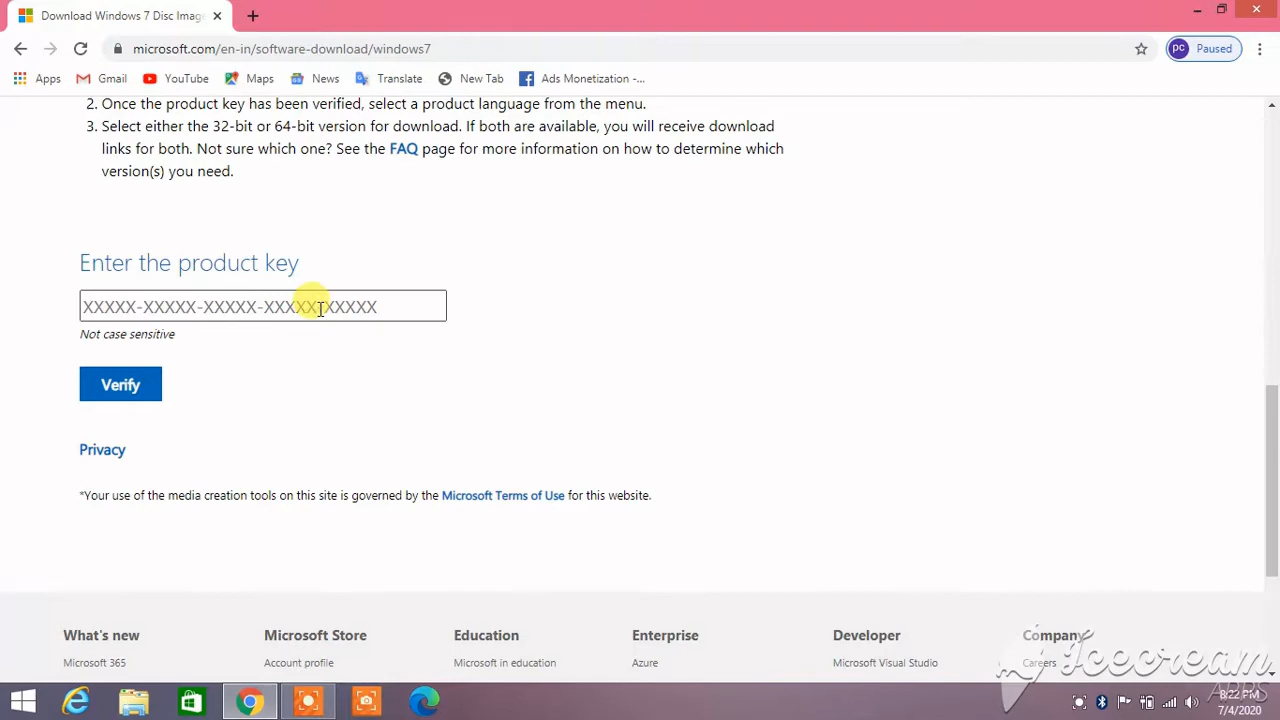 Download Windows 7 Disc Image
microsoft.com/en-in/software-download/windows7
pc
Paused
Apps
Gmail
YouTube
Maps
News
Translate
New Tab
Ads Monetization -...
2. Once the product key has been verified, select a product language from the menu.
3. Select either the 32-bit or 64-bit version for download. If both are available, you will receive download
links for both. Not sure which one? See the FAQ page for more information on how to determine which
version(s) you need.
Enter the product key
XXXXX-XXXXX-XXXXX-XXXXX-XXXXX
Not case sensitive
Verify
Privacy
*Your use of the media creation tools on this site is governed by the Microsoft Terms of Use for this website.
What's new
Microsoft Store
Education
Enterprise
Developer
Company
Microsoft 365
Account profile
Microsoft in education
Azure
Microsoft Visual Studio
Careers
Icecream
APPS
8:22 PM
7/4/2020